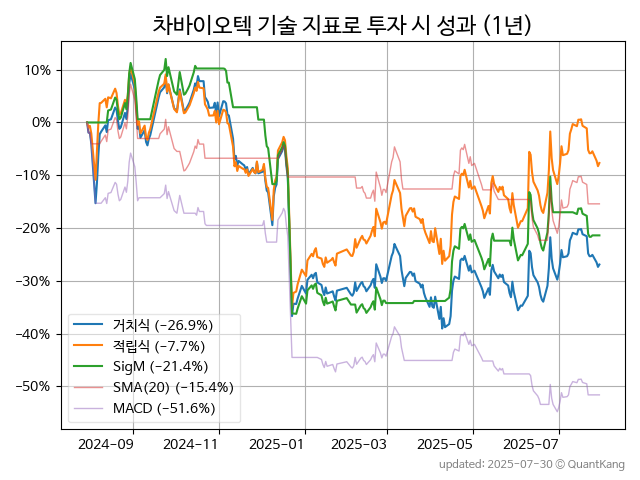 차바이오텍 기술 지표로 투자 시 성과 (1년)
10%
0%
−10%
−20%
−30%
−40%
−50%
거치식 (−26.9%)
적립식 (−7.7%)
SigM (−21.4%)
SMA(20) (−15.4%)
MACD (−51.6%)
2024-09
2024-11
2025-01
2025-03
2025-05
2025-07
updated: 2025-07-30 © QuantKang